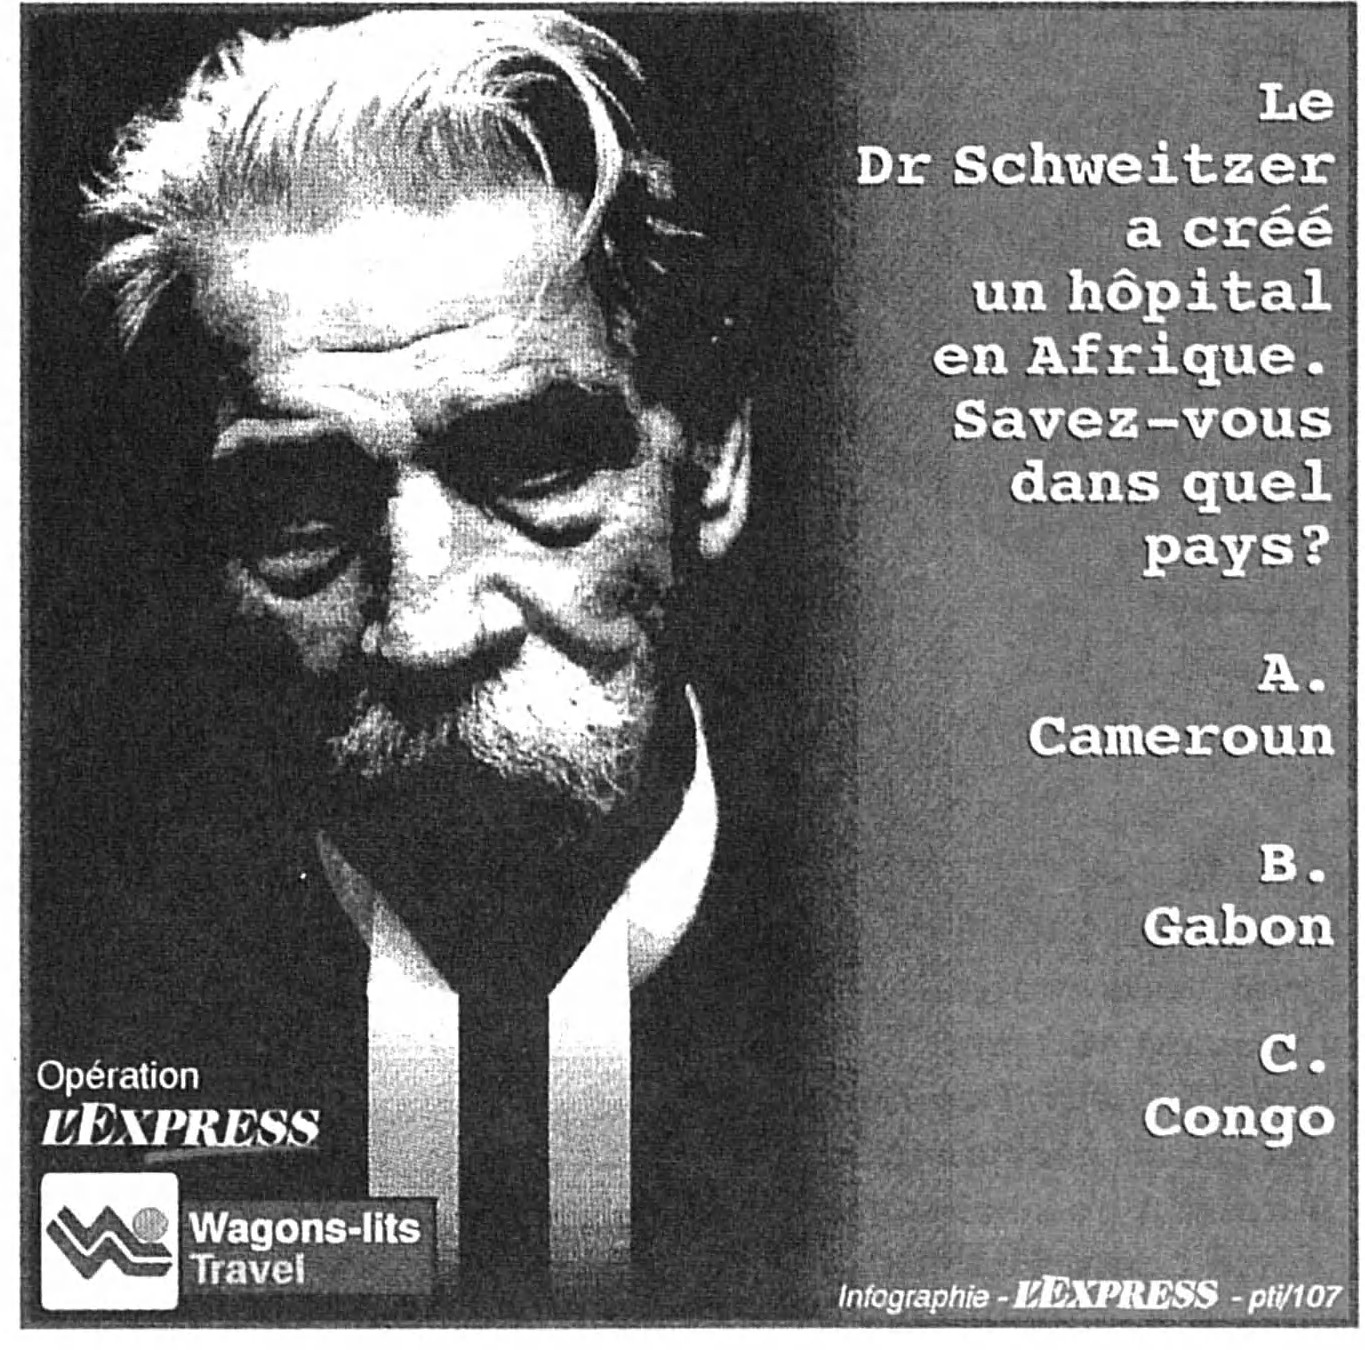 Le
Dr Schweitzer
a créé
un hôpital
en Afrique.
Savez-vous
dans quel
pays?
A.
Cameroun
B.
Gabon
C.
Congo
Opération
L'EXPRESS
Wagons-lits
Travel
Infographie - L'EXPRESS - pti/107